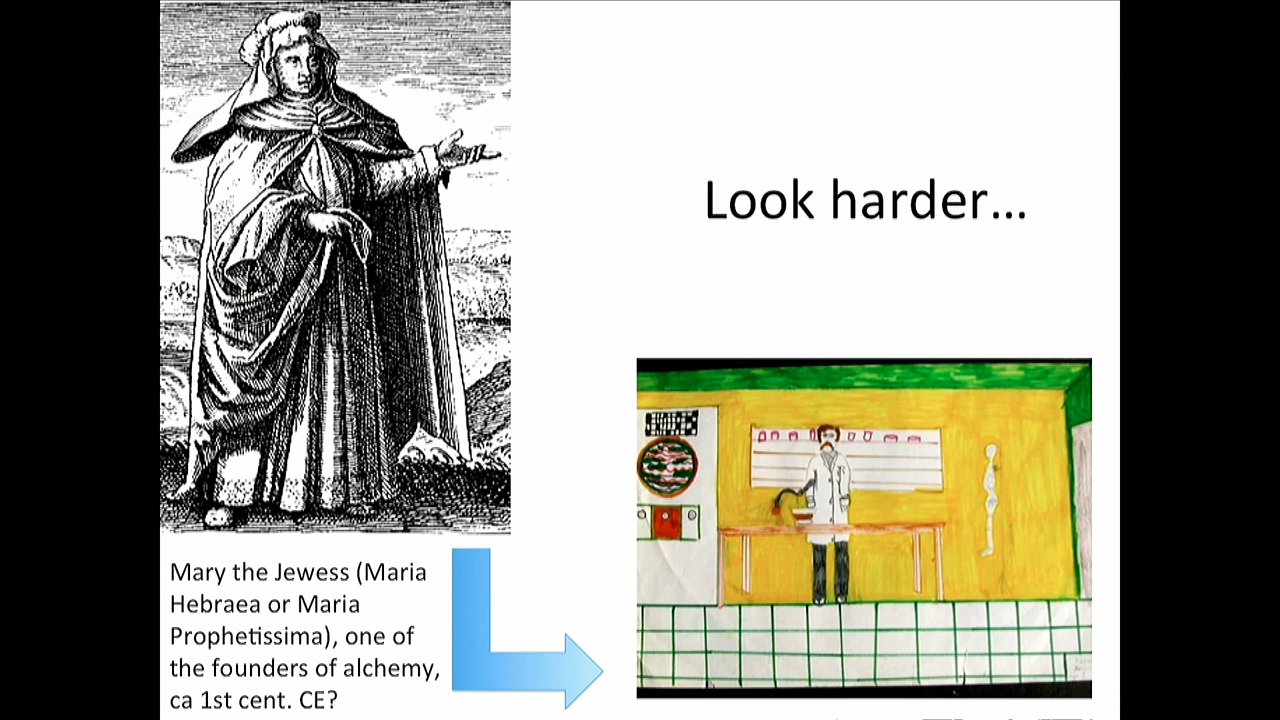 Look harder...
Mary the Jewess (Maria
Hebraea or Maria
Prophetissima), one of
the founders of alchemy,
ca 1st cent. CE?